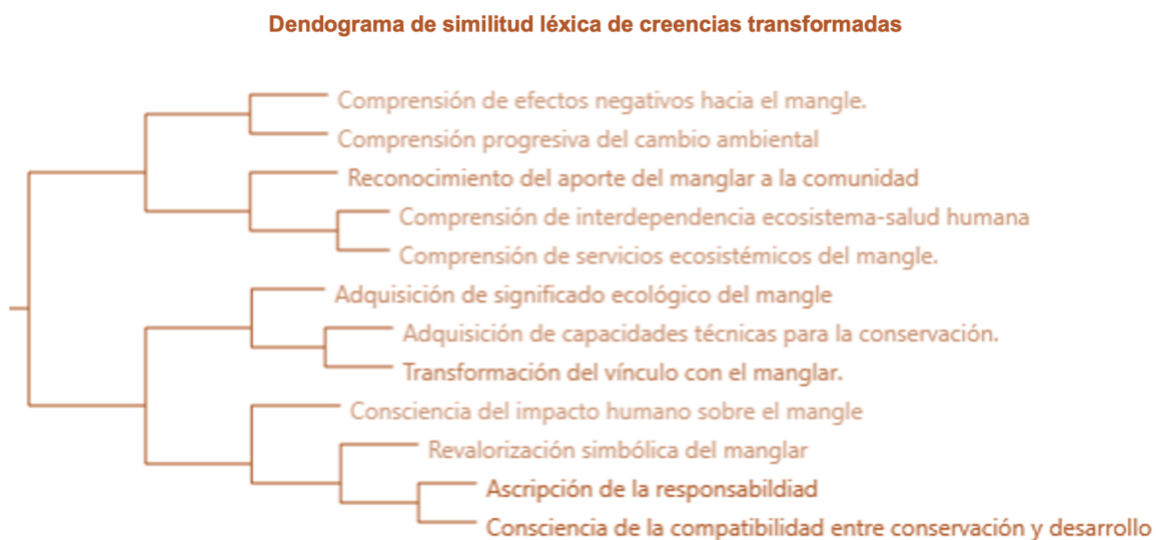 Dendograma de similitud léxica de creencias transformadas
Comprensión de efectos negativos hacia el mangle.
Comprensión progresiva del cambio ambiental
Reconocimiento del aporte del manglar a la comunidad
Comprensión de interdependencia ecosistema-salud humana
Comprensión de servicios ecosistémicos del mangle.
Adquisición de significado ecológico del mangle
Adquisición de capacidades técnicas para la conservación.
Transformación del vínculo con el manglar.
Consciencia del impacto humano sobre el mangle
Revalorización simbólica del manglar
Ascripción de la responsabildiad
Consciencia de la compatibilidad entre conservación y desarrollo